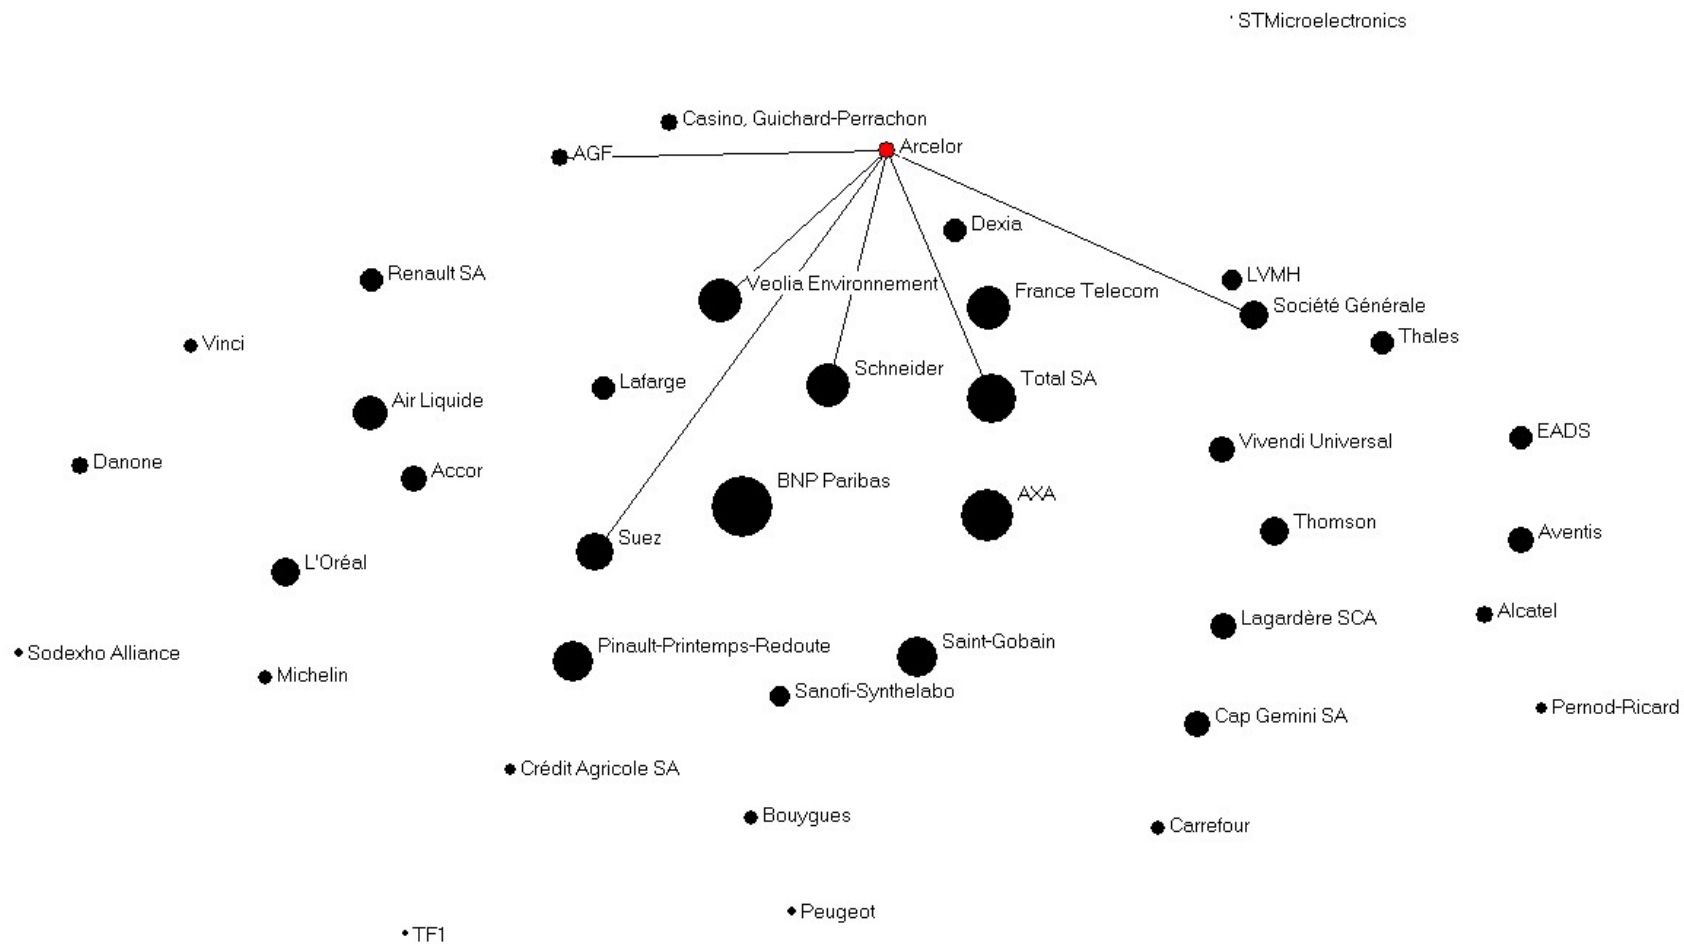 STMicroelectronics
Casino, Guichard-Perrachon
Arcelor
AGF
Dexia
Renault SA
LVMH
Veolia Environnement
France Telecom
Société Générale
Thales
Vinci
Schneider
Total SA
Lafarge
Air Liquide
EADS
Vivendi Universal
Danone
Accor
BNP Paribas
AXA
Thomson
Aventis
Suez
L'Oréal
Alcatel
Lagardère SCA
Saint-Gobain
Pinault-Printemps-Redoute
Sodexho Alliance
Michelin
Sanofi-Synthelabo
Pernod-Ricard
Cap Gemini SA
Crédit Agricole SA
Bouygues
Carrefour
Peugeot
TF1